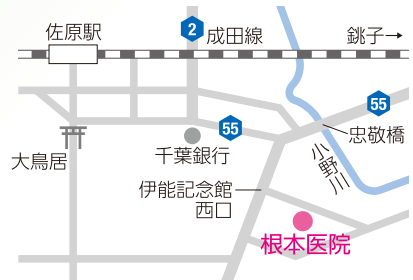 佐原駅
2
成田線
銚子→
55
55
忠敬橋
千葉銀行
大鳥居
小野川
伊能記念館
西口
根本医院